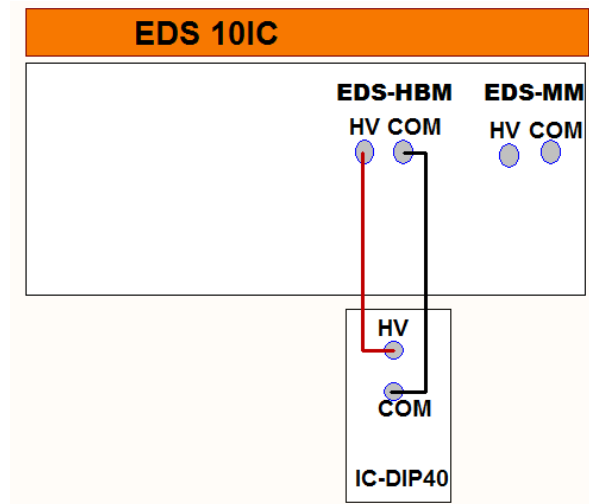 EDS 10IC
EDS-HBM EDS-MM
HV COM HV COM
HV
COM
IC-DIP40